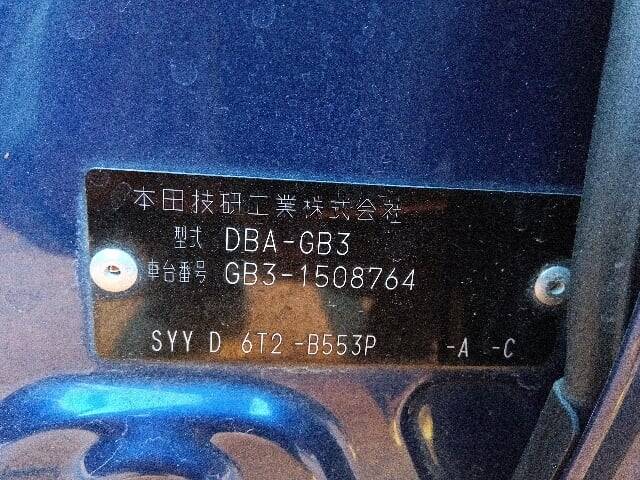 本田技研工業株式会社
型式 DBA-GB3
車台番号 GB3-1508764
SYY D 6T2 -B553P -A -C